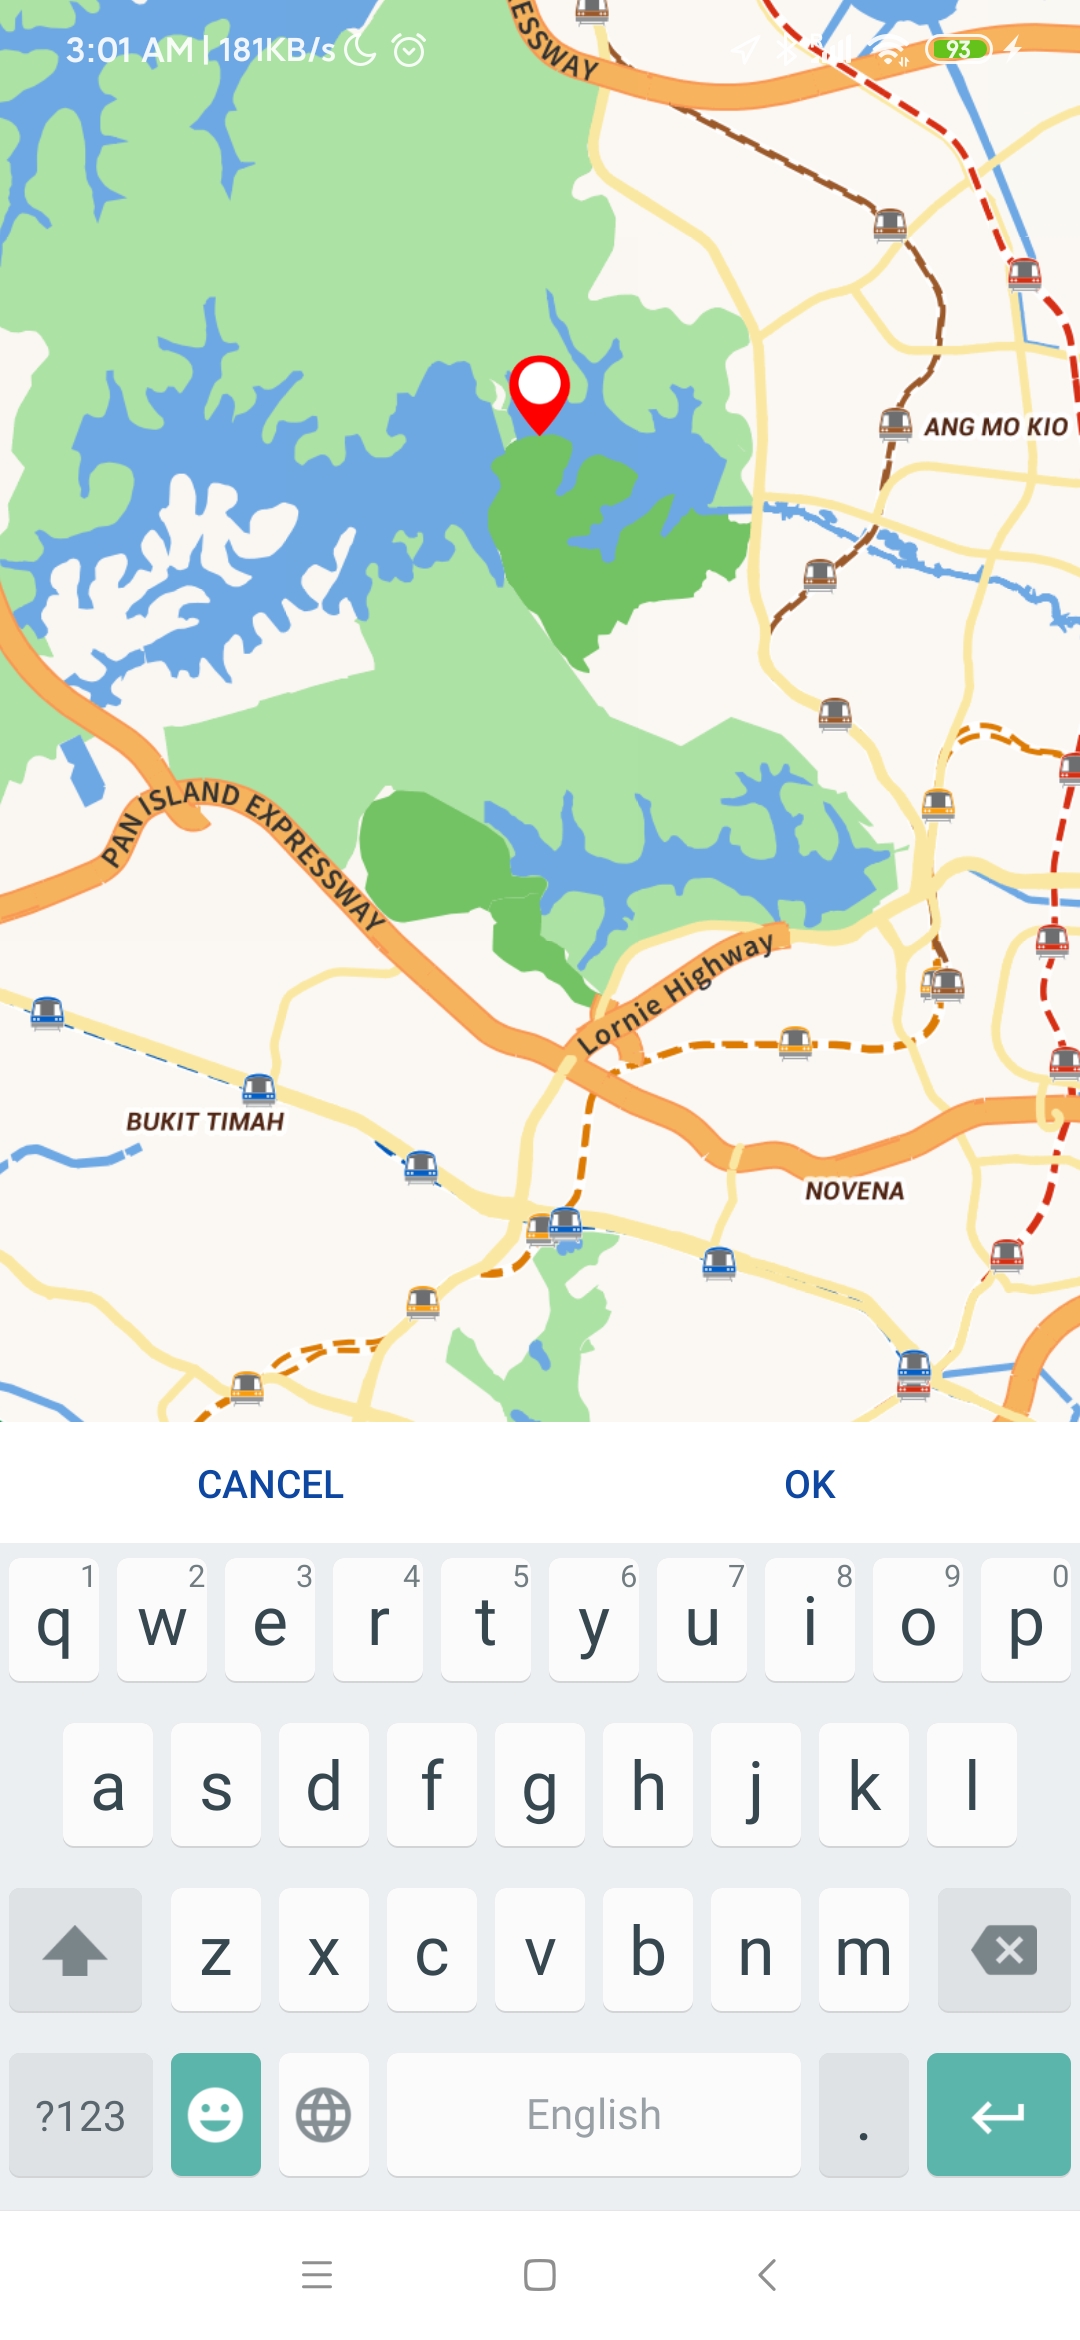 3:01 AM | 181KB/s
93
ESSWAY
ANG MO KIO
PAN ISLAND EXPRESSWAY
Lornie Highway
BUKIT TIMAH
NOVENA
CANCEL OK
1 2 3 4 5 6 7 8 9 0
q w e r t y u i o p
a s d f g h j k l
z x c v b n m
?123 English .